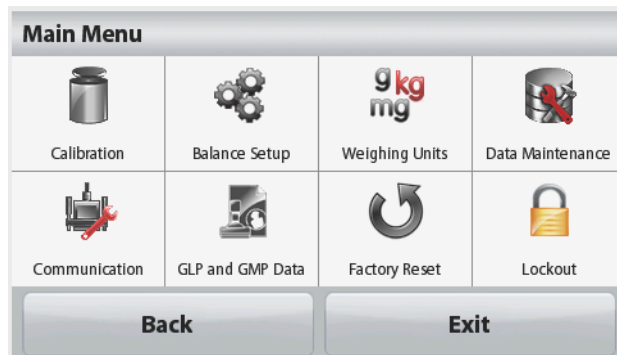 Main Menu
g kg
mg
Calibration
Balance Setup
Weighing Units
Data Maintenance
Communication
GLP and GMP Data
Factory Reset
Lockout
Back
Exit